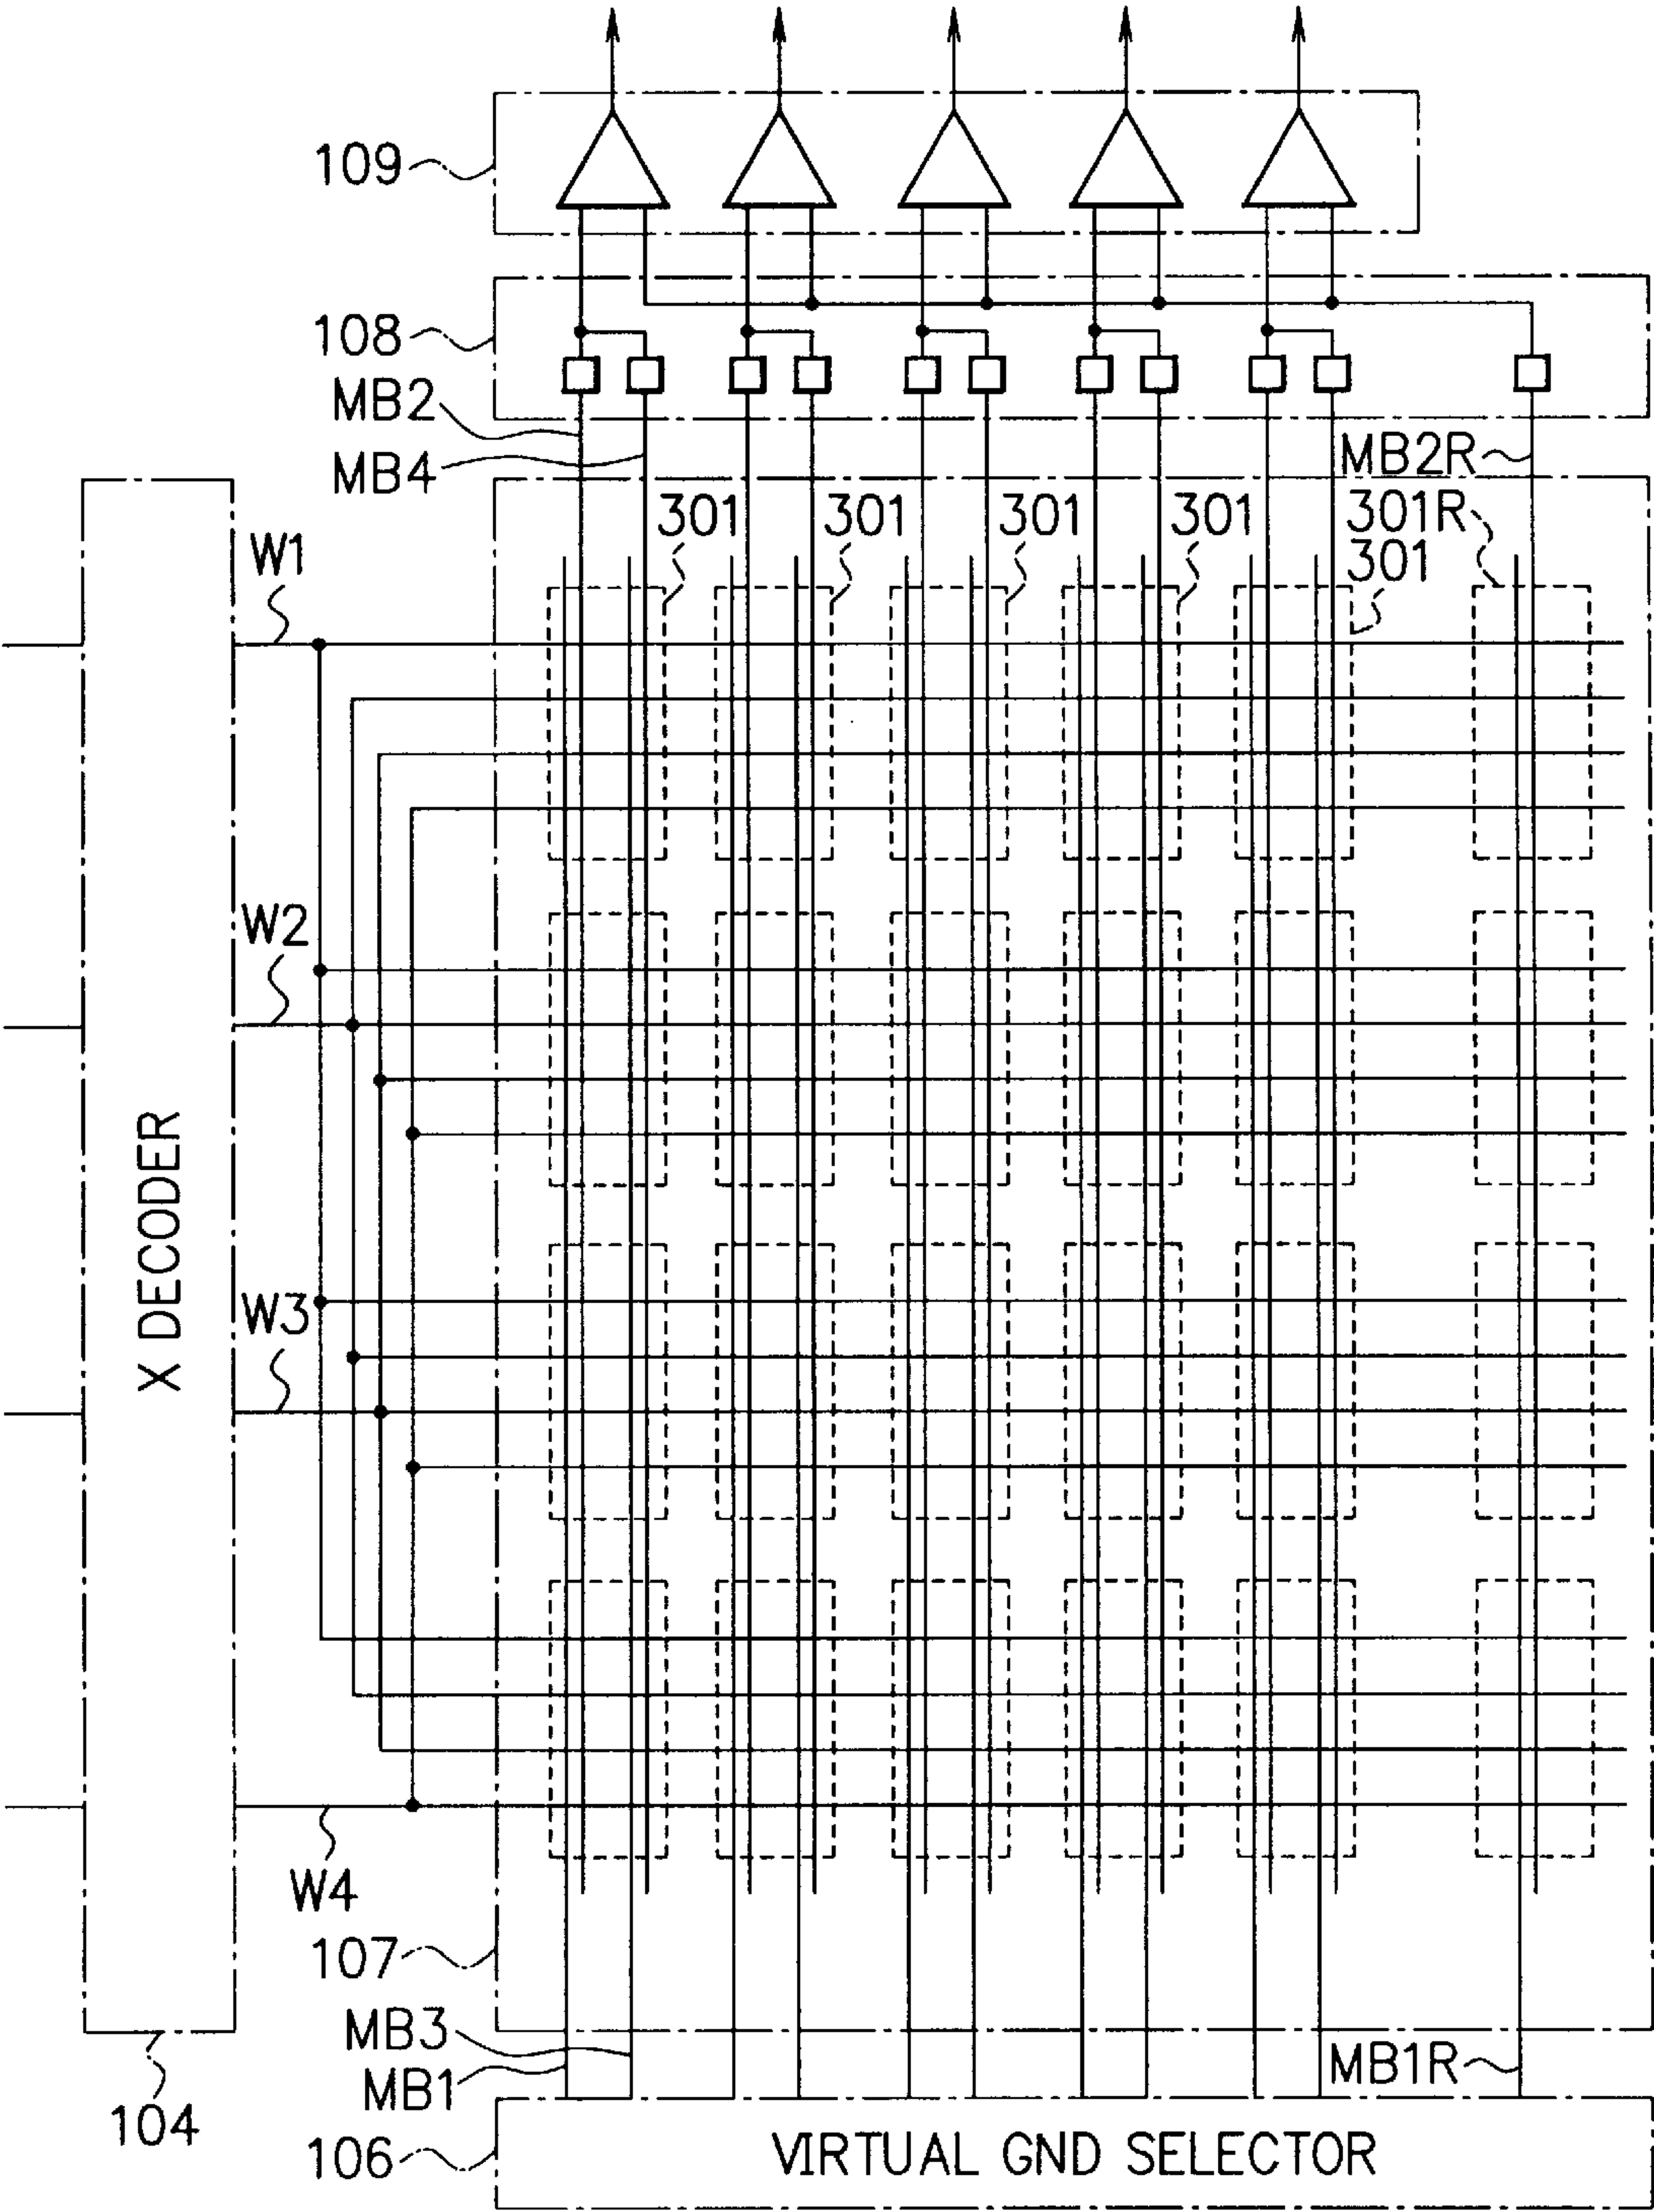 109
108
MB2
MB4
MB2R
301
301
301
301
301R
301
W1
W2
X DECODER
W3
W4
107
MB3
MB1
MB1R
104
106
VIRTUAL GND SELECTOR